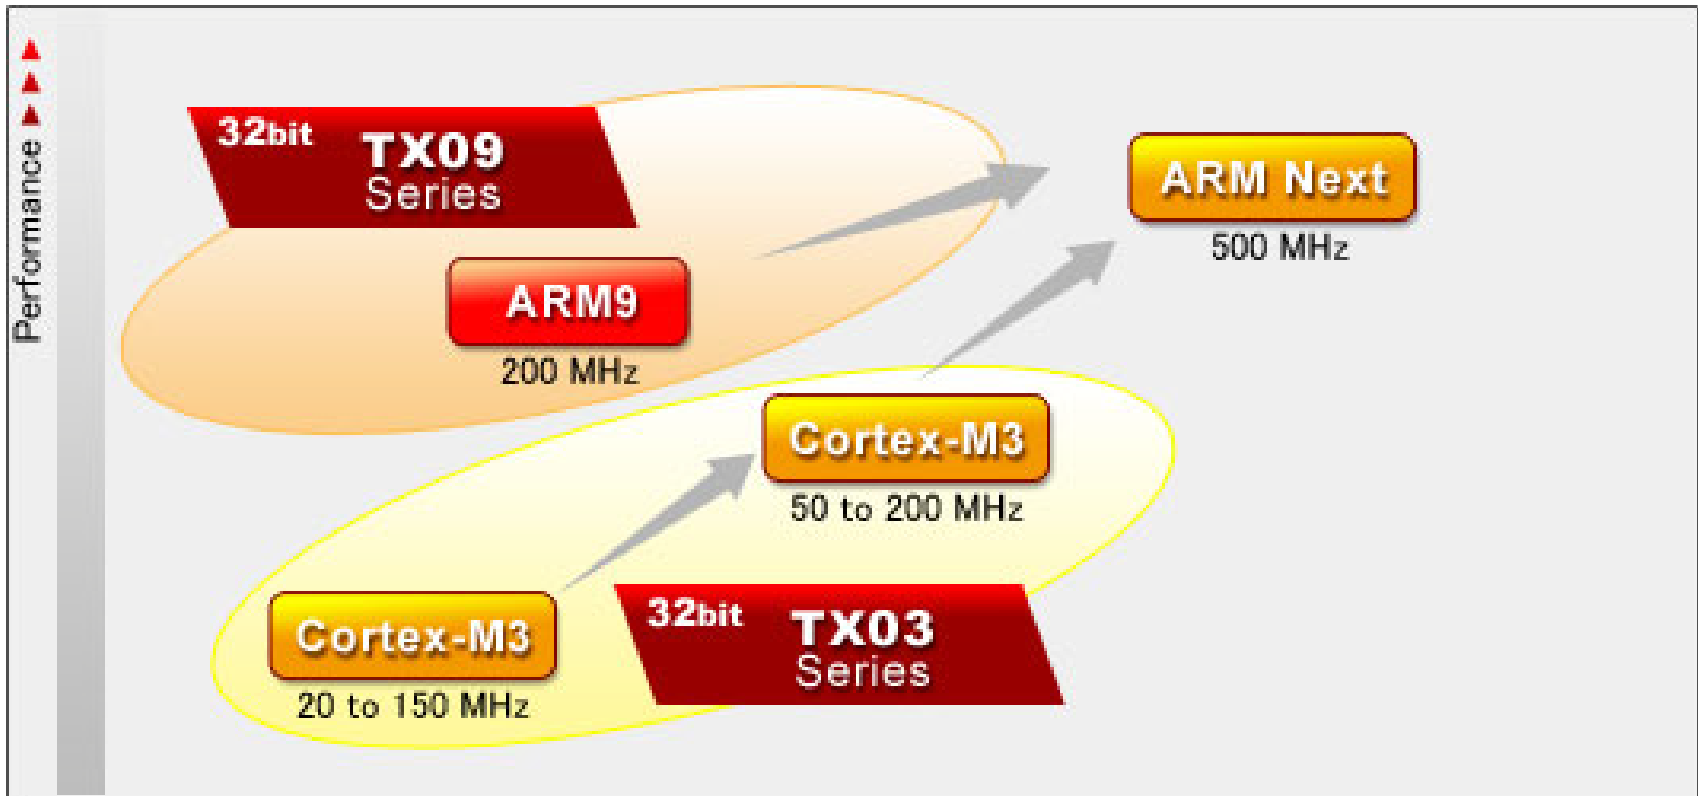 Performance
32bit
TX09
Series
ARM Next
500 MHz
ARM9
200 MHz
Cortex-M3
50 to 200 MHz
Cortex-M3
20 to 150 MHz
32bit
TX03
Series